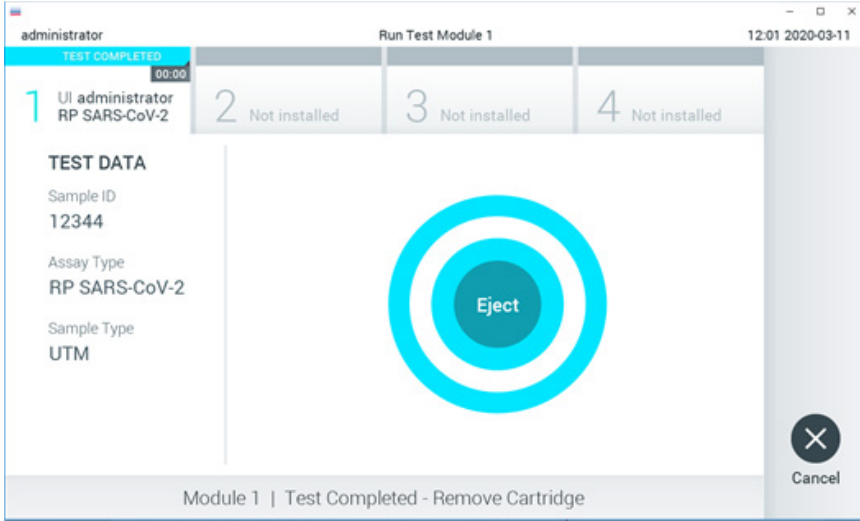 administrator Run Test Module 1 12:01 2020-03-11
TEST COMPLETED
00:00
1 UI administrator
RP SARS-CoV-2
2 Not installed
3 Not installed
4 Not installed
TEST DATA
Sample ID
12344
Assay Type
RP SARS-CoV-2
Sample Type
UTM
Eject
Cancel
Module 1 | Test Completed - Remove Cartridge